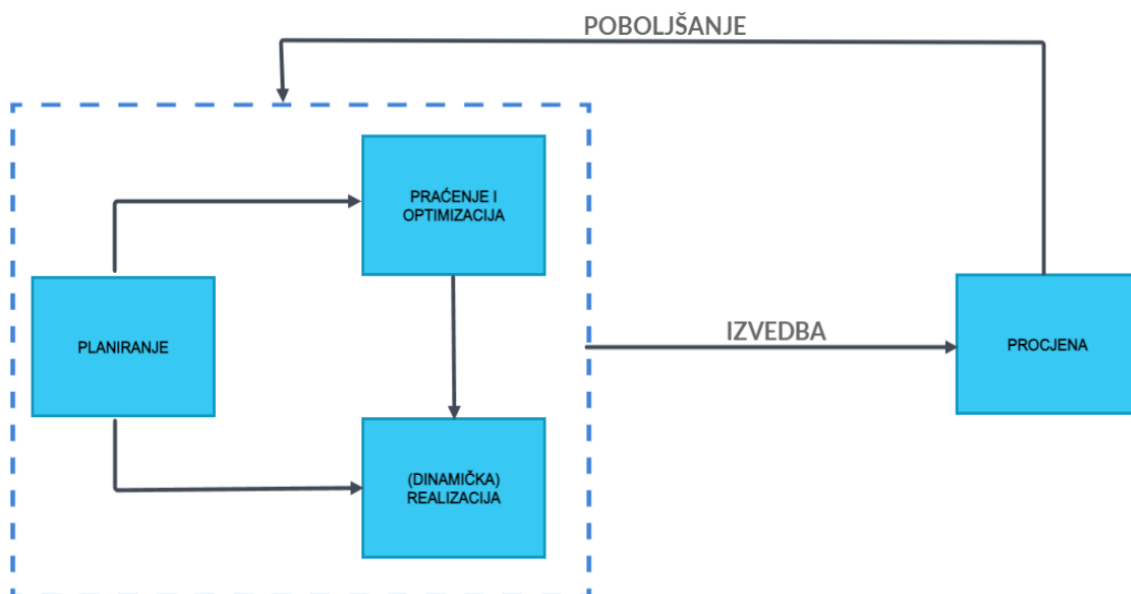 POBOLJŠANJE
PRAĆENJE I
OPTIMIZACIJA
PLANIRANJE
IZVEDBA
PROCJENA
(DINAMIČKA)
REALIZACIJA